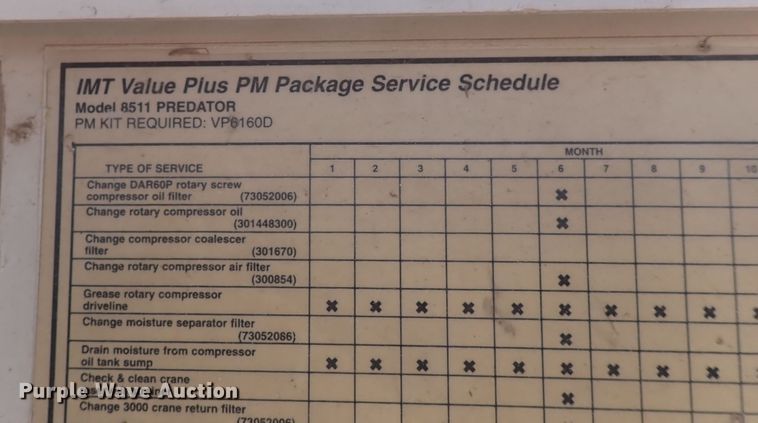 IMT Value Plus PM Package Service Schedule
Model 8511 PREDATOR
PM KIT REQUIRED: VP6160D
MONTH
TYPE OF SERVICE 1 2 3 4 5 6 7 8 9 10
Change DAR60P rotary screw
compressor oil filter (73052006) ✖
Change rotary compressor oil
(301448300) ✖
Change compressor coalescer
filter (301670)
Change rotary compressor air filter
(300854) ✖
Grease rotary compressor
driveline ✖ ✖ ✖ ✖ ✖ ✖ ✖ ✖ ✖ ✖
Change moisture separator filter
(73052086) ✖
Drain moisture from compressor
oil tank sump ✖ ✖ ✖ ✖ ✖ ✖ ✖ ✖ ✖ ✖
Check & clean crane
✖
Purple Wave Auction
Change 3000 crane return filter
(73052006)